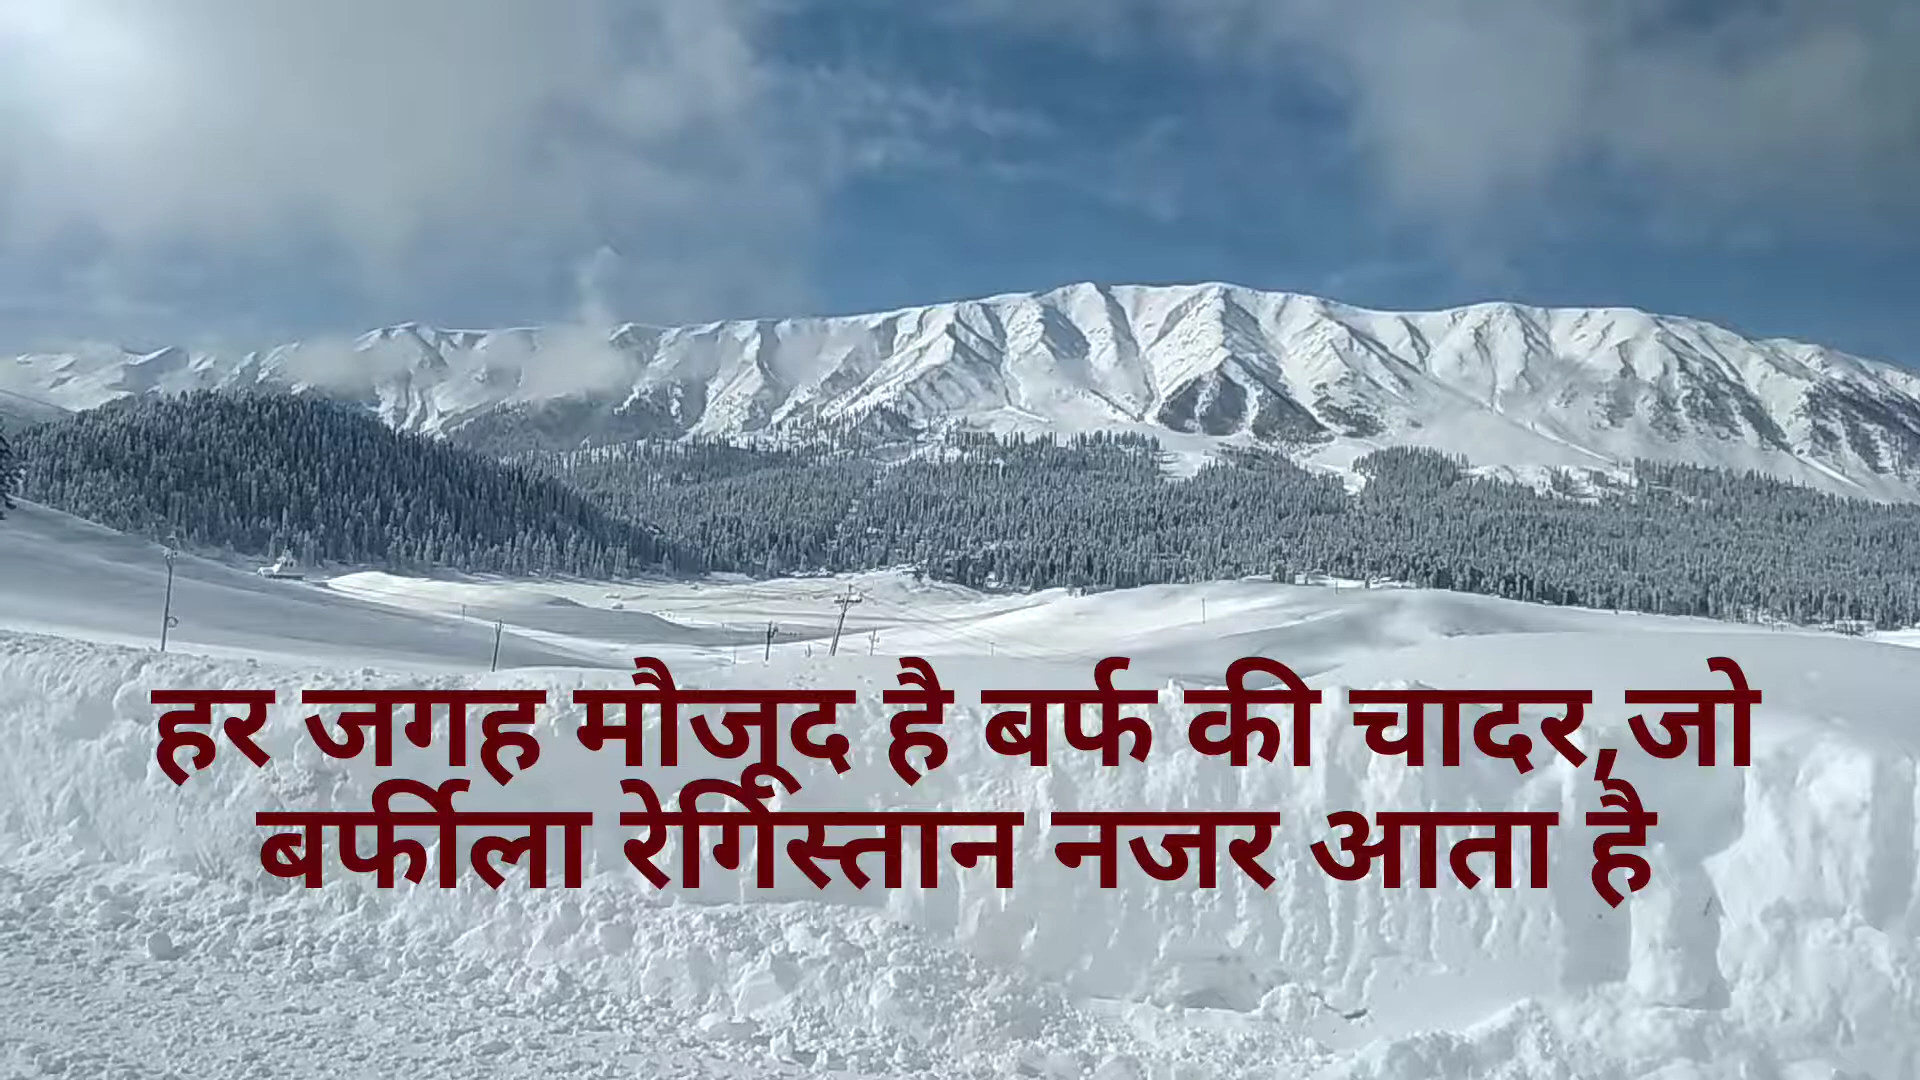 हर जगह मौजूद है बर्फ की चादर,जो
बर्फीला रेगिस्तान नजर आता है